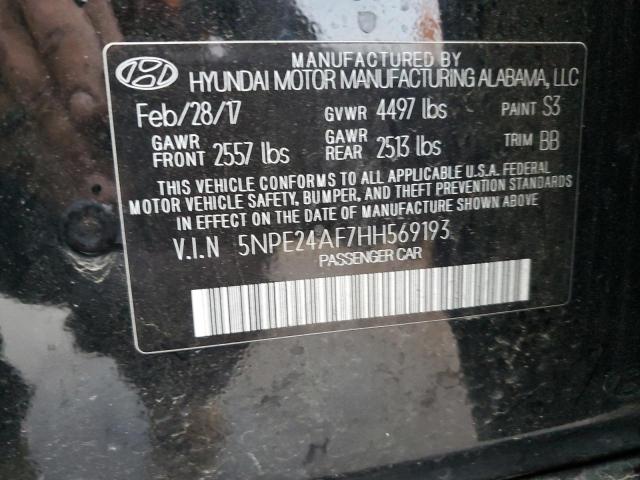 MANUFACTURED BY
HYUNDAI MOTOR MANUFACTURING ALABAMA, LLC
Feb/28/17 GVWR 4497 lbs PAINT S3
GAWR FRONT 2557 lbs GAWR REAR 2513 lbs TRIM BB
THIS VEHICLE CONFORMS TO ALL APPLICABLE U.S.A. FEDERAL
MOTOR VEHICLE SAFETY, BUMPER, AND THEFT PREVENTION STANDARDS
IN EFFECT ON THE DATE OF MANUFACTURE SHOWN ABOVE.
V.I.N 5NPE24AF7HH569193
PASSENGER CAR